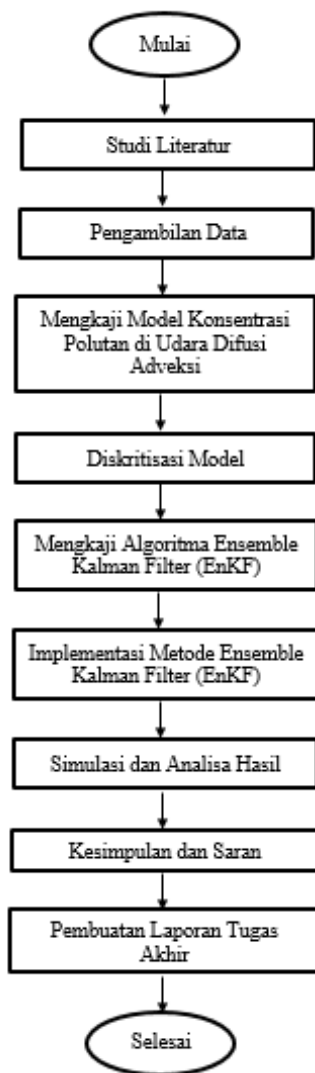 Mulai
Studi Literatur
Pengambilan Data
Mengkaji Model Konsentrasi
Polutan di Udara Difusi
Adveksi
Diskritisasi Model
Mengkaji Algoritma Ensemble
Kalman Filter (EnKF)
Implementasi Metode Ensemble
Kalman Filter (EnKF)
Simulasi dan Analisa Hasil
Kesimpulan dan Saran
Pembuatan Laporan Tugas
Akhir
Selesai